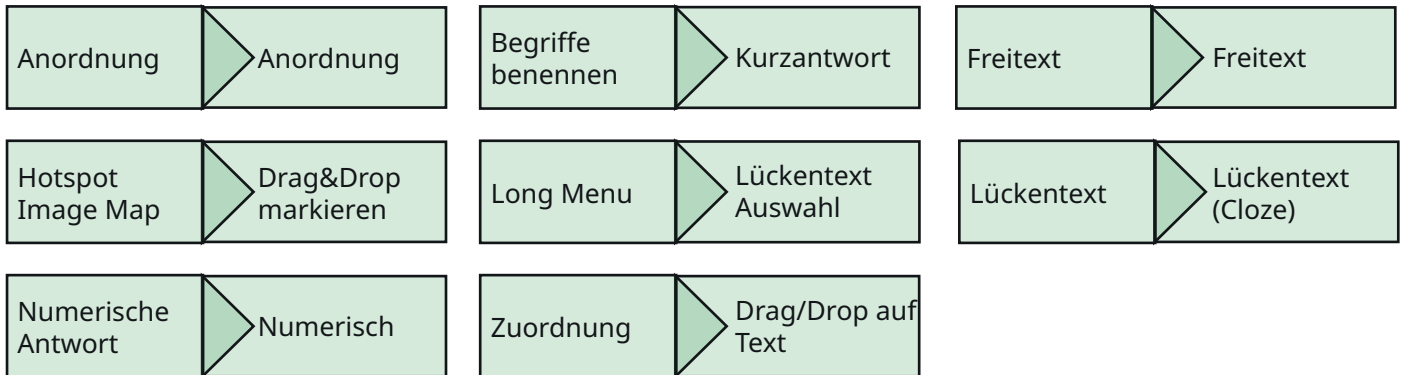 Anordnung
Anordnung
Begriffe
benennen
Kurzantwort
Freitext
Freitext
Hotspot
Image Map
Drag&Drop
markieren
Long Menu
Lückentext
Auswahl
Lückentext
Lückentext
(Cloze)
Numerische
Antwort
Numerisch
Zuordnung
Drag/Drop auf
Text